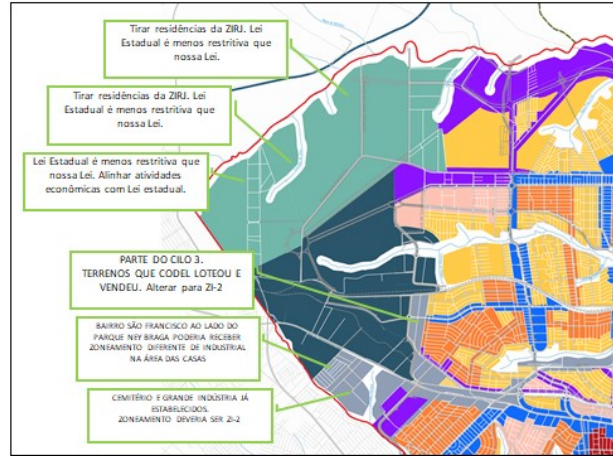 Tirar residências da ZIRJ. Lei
Estadual é menos restritiva que
nossa Lei.
Tirar residências da ZIRJ. Lei
Estadual é menos restritiva que
nossa Lei.
Lei Estadual é menos restritiva que
nossa Lei. Alinhar atividades
econômicas com Lei estadual.
PARTE DO CILO 3.
TERRENOS QUE CODEL LOTEOU E
VENDEU. Alterar para ZI-2
BAIRRO SÃO FRANCISCO AO LADO DO
PARQUE NEY BRAGA PODERIA RECEBER
ZONEAMENTO DIFERENTE DE INDUSTRIAL
NA ÁREA DAS CASAS
CEMITÉRIO E GRANDE INDÚSTRIA JÁ
ESTABELECIDOS.
ZONEAMENTO DEVERIA SER ZI-2